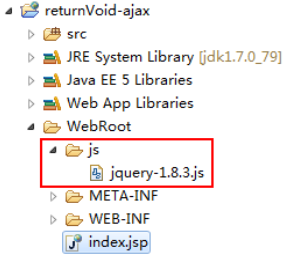 returnVoid-ajax
src
JRE System Library [jdk1.7.0_79]
Java EE 5 Libraries
Web App Libraries
WebRoot
js
jquery-1.8.3.js
META-INF
WEB-INF
index.jsp